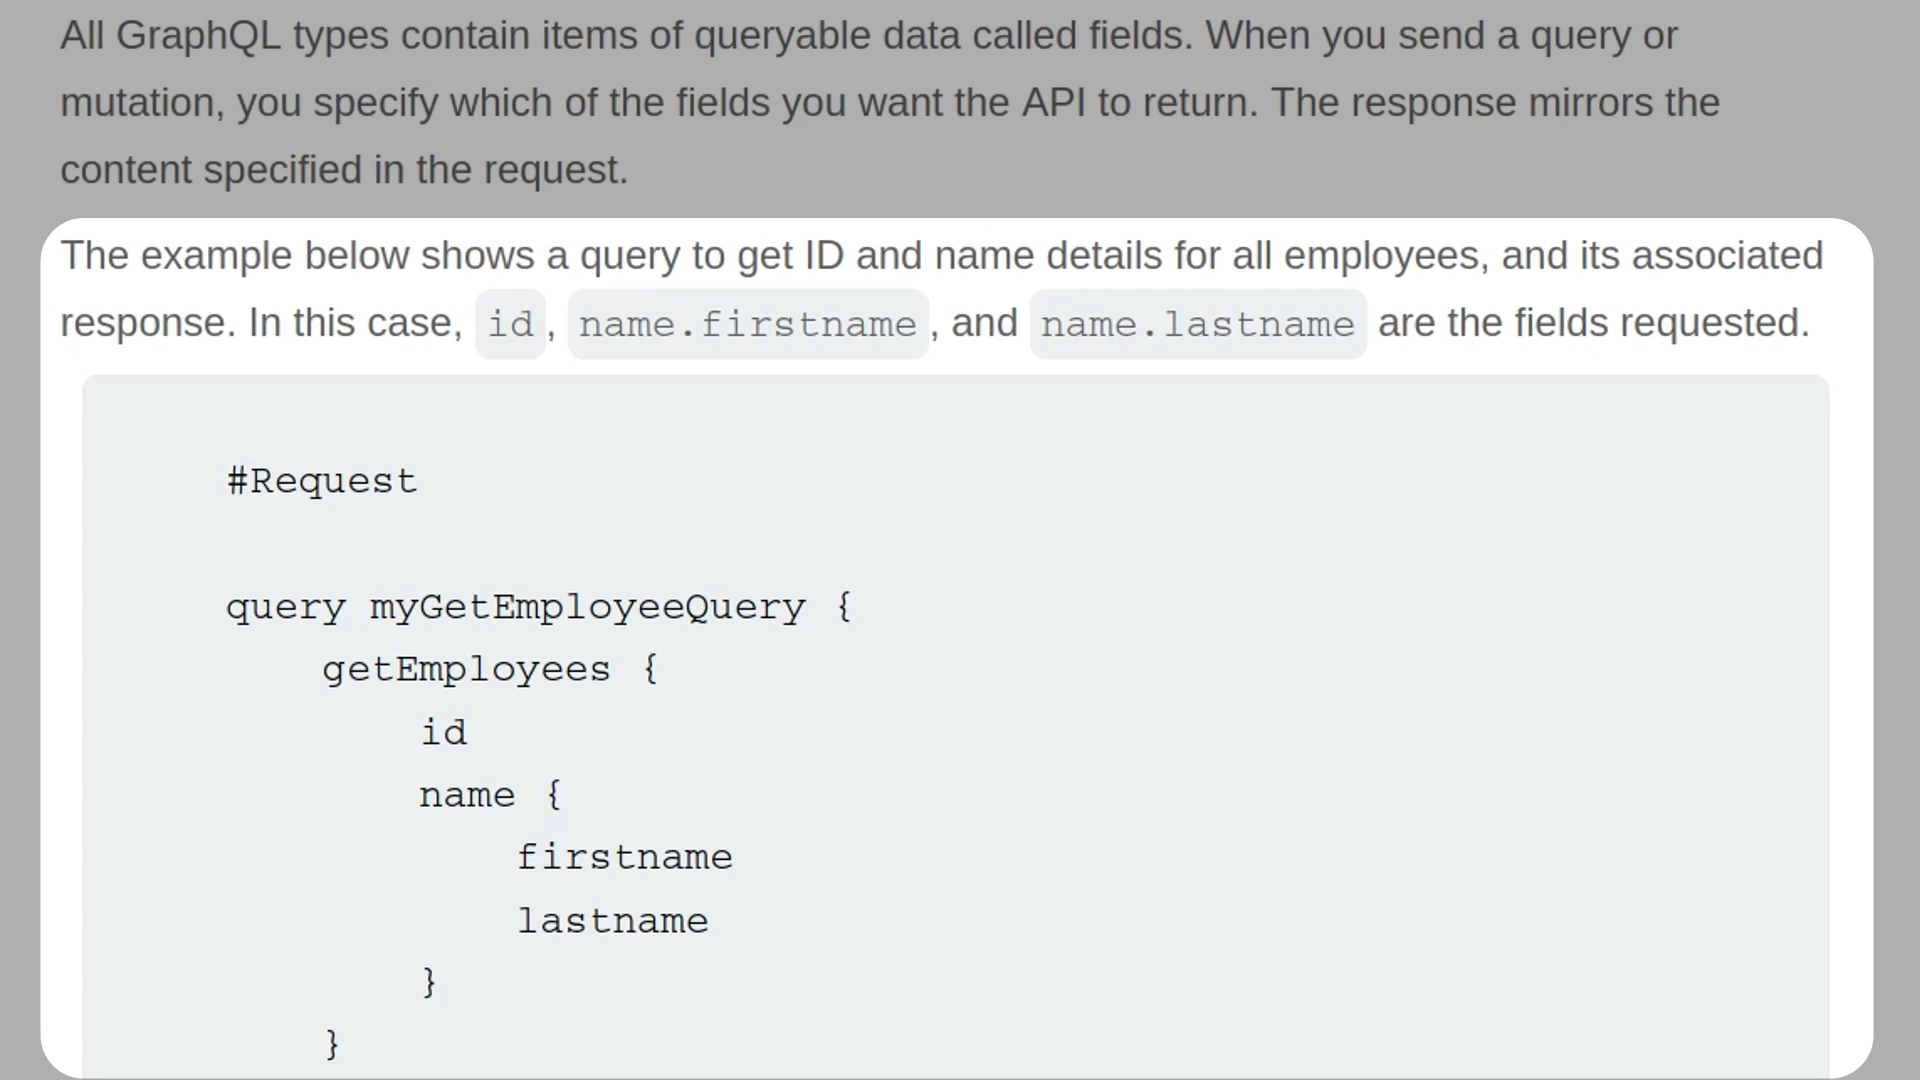 All GraphQL types contain items of queryable data called fields. When you send a query or
mutation, you specify which of the fields you want the API to return. The response mirrors the
content specified in the request.
The example below shows a query to get ID and name details for all employees, and its associated
response. In this case, id, name.firstname, and name.lastname are the fields requested.
#Request
query myGetEmployeeQuery {
getEmployees {
id
name {
firstname
lastname
}
}